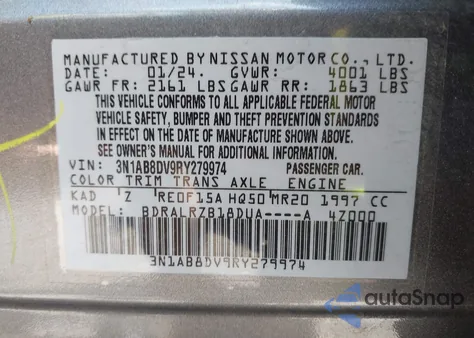 MANUFACTURED BY NISSAN MOTOR CO., LTD.
DATE: 01/24. GVWR: 4001 LBS
GAWR FR: 2161 LBS GAWR RR: 1863 LBS
THIS VEHICLE CONFORMS TO ALL APPLICABLE FEDERAL MOTOR
VEHICLE SAFETY, BUMPER AND THEFT PREVENTION STANDARDS
IN EFFECT ON THE DATE OF MANUFACTURE SHOWN ABOVE.
SEE OWNER'S MANUAL FOR ADDITIONAL INFORMATION.
VIN: 3N1AB8DV9RY279974 PASSENGER CAR.
COLOR TRIM TRANS AXLE ENGINE
KAD Z RE0F15A HQ50 MR20 1997 CC
MODEL: BDRALRZB18DUA----A 4Z000
3N1AB8DV9RY279974
autoSnap